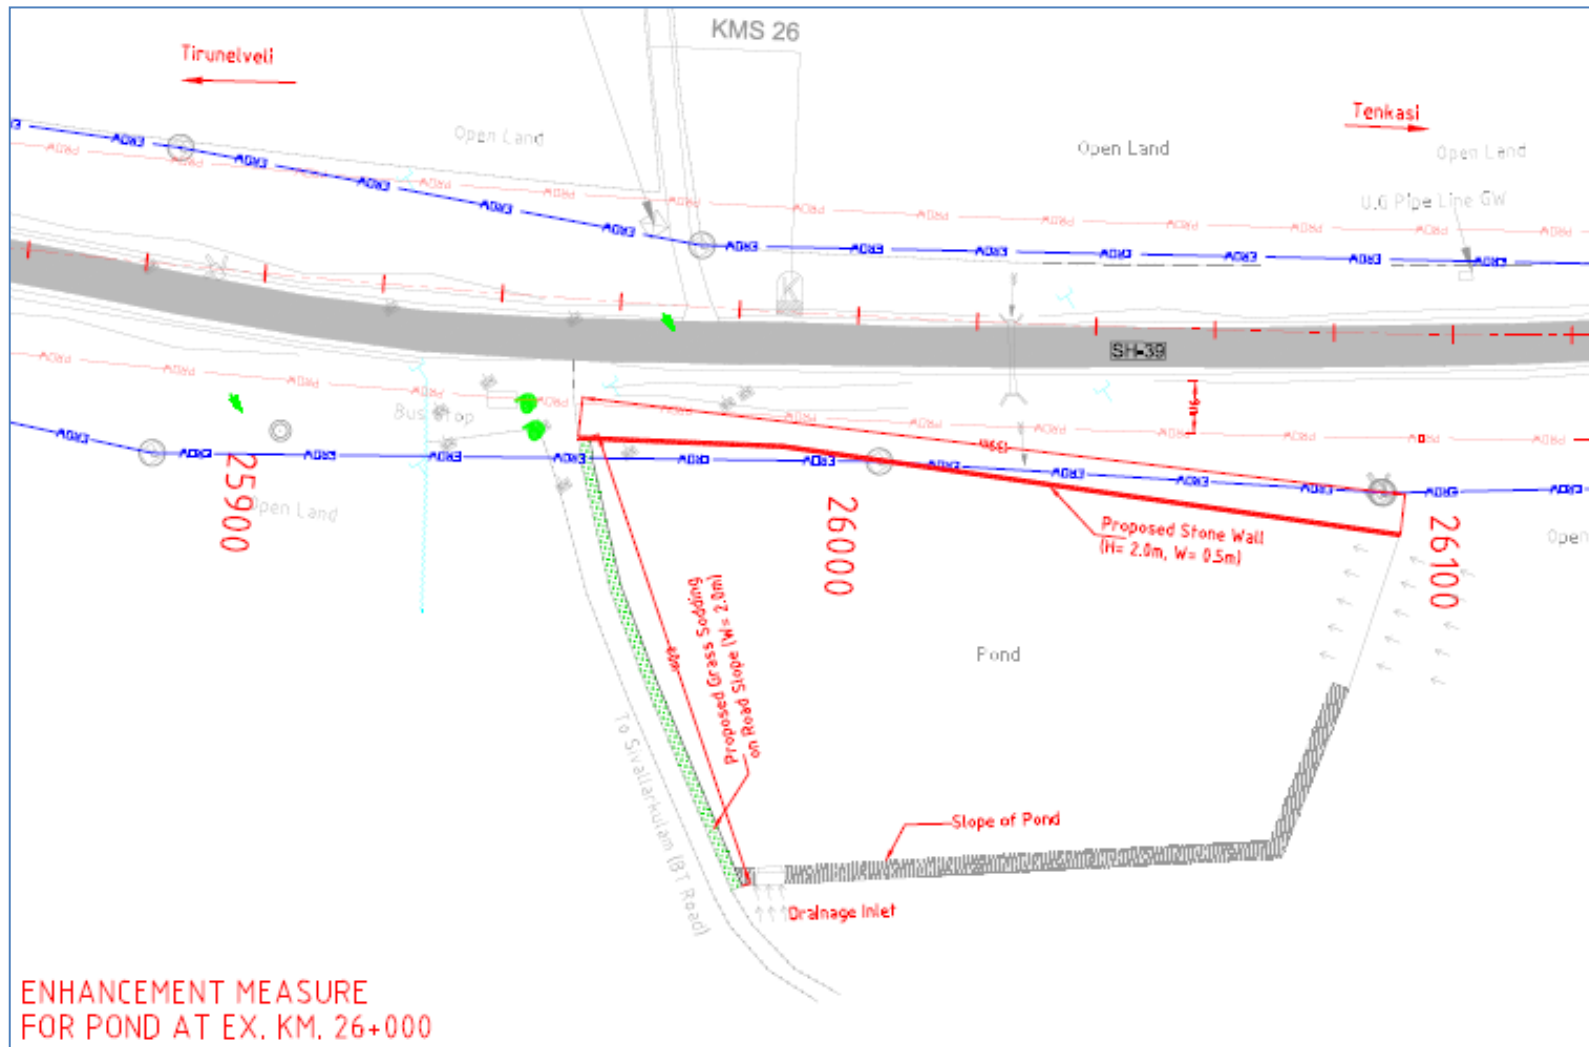 KMS 26
Tirunelveli
Tenkasi
Open Land
Open Land
Open Land
U.G Pipe Line GW
K
SH-39
Bus Stop
25900
Open Land
26000
26100
Proposed Stone Wall
(H= 2.0m, W= 0.5m)
Open
Proposed Grass Sodding
on Road Slope (W= 2.0m)
Pond
To Sivallarkulam (BT Road)
Slope of Pond
Drainage Inlet
ENHANCEMENT MEASURE
FOR POND AT EX. KM. 26+000